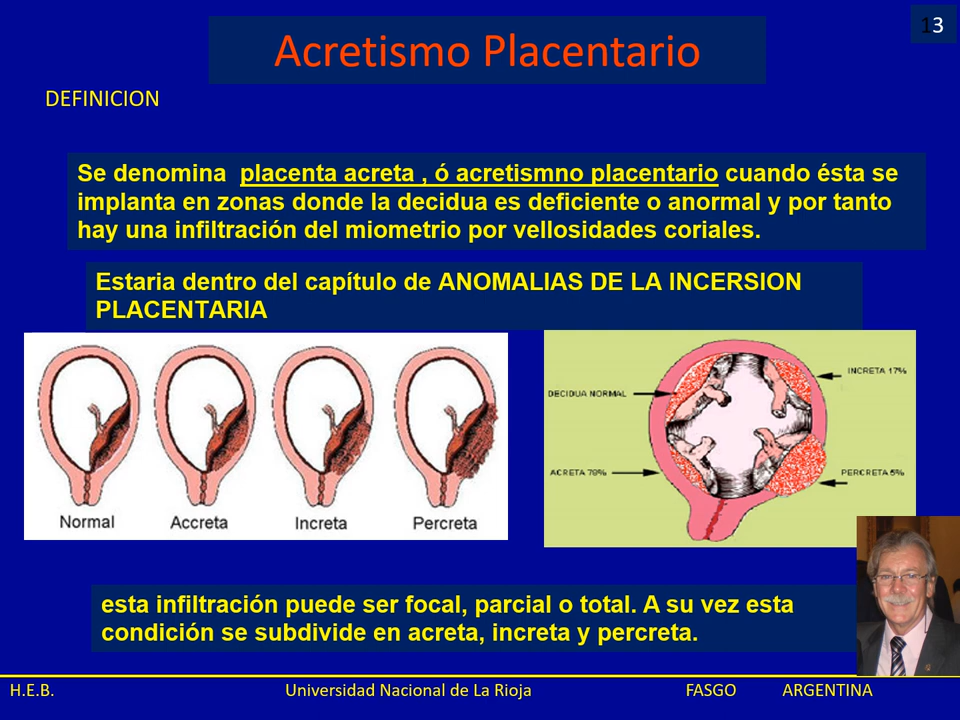 13
Acretismo Placentario
DEFINICION
Se denomina placenta acreta , ó acretismno placentario cuando ésta se
implanta en zonas donde la decidua es deficiente o anormal y por tanto
hay una infiltración del miometrio por vellosidades coriales.
Estaria dentro del capítulo de ANOMALIAS DE LA INCERSION
PLACENTARIA
Normal Accreta Increta Percreta
INCRETA 17%
DECIDUA NORMAL
ACRETA 78%
PERCRETA 5%
esta infiltración puede ser focal, parcial o total. A su vez esta
condición se subdivide en acreta, increta y percreta.
H.E.B. Universidad Nacional de La Rioja FASGO ARGENTINA